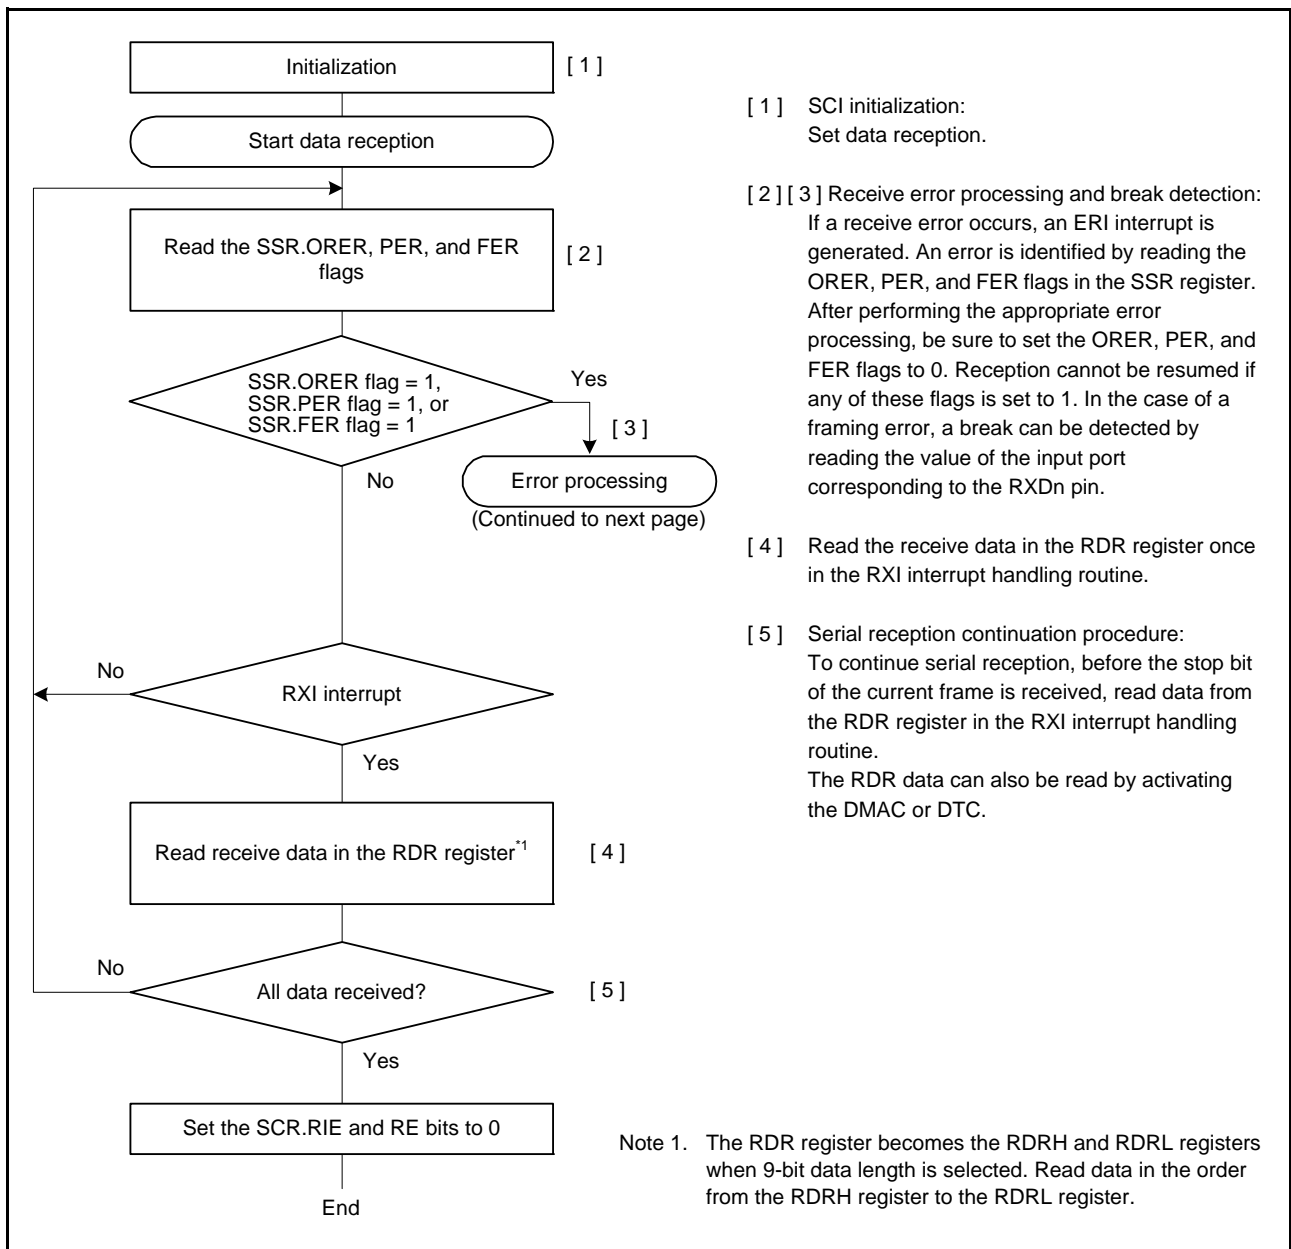 Initialization
[ 1 ]
Start data reception
Read the SSR.ORER, PER, and FER
flags
[ 2 ]
SSR.ORER flag = 1,
SSR.PER flag = 1, or
SSR.FER flag = 1
Yes
[ 3 ]
No
Error processing
(Continued to next page)
No
RXI interrupt
Yes
Read receive data in the RDR register*1
[ 4 ]
No
All data received?
[ 5 ]
Yes
Set the SCR.RIE and RE bits to 0
End
[ 1 ] SCI initialization:
Set data reception.
[ 2 ] [ 3 ] Receive error processing and break detection:
If a receive error occurs, an ERI interrupt is
generated. An error is identified by reading the
ORER, PER, and FER flags in the SSR register.
After performing the appropriate error
processing, be sure to set the ORER, PER, and
FER flags to 0. Reception cannot be resumed if
any of these flags is set to 1. In the case of a
framing error, a break can be detected by
reading the value of the input port
corresponding to the RXDn pin.
[ 4 ] Read the receive data in the RDR register once
in the RXI interrupt handling routine.
[ 5 ] Serial reception continuation procedure:
To continue serial reception, before the stop bit
of the current frame is received, read data from
the RDR register in the RXI interrupt handling
routine.
The RDR data can also be read by activating
the DMAC or DTC.
Note 1. The RDR register becomes the RDRH and RDRL registers
when 9-bit data length is selected. Read data in the order
from the RDRH register to the RDRL register.